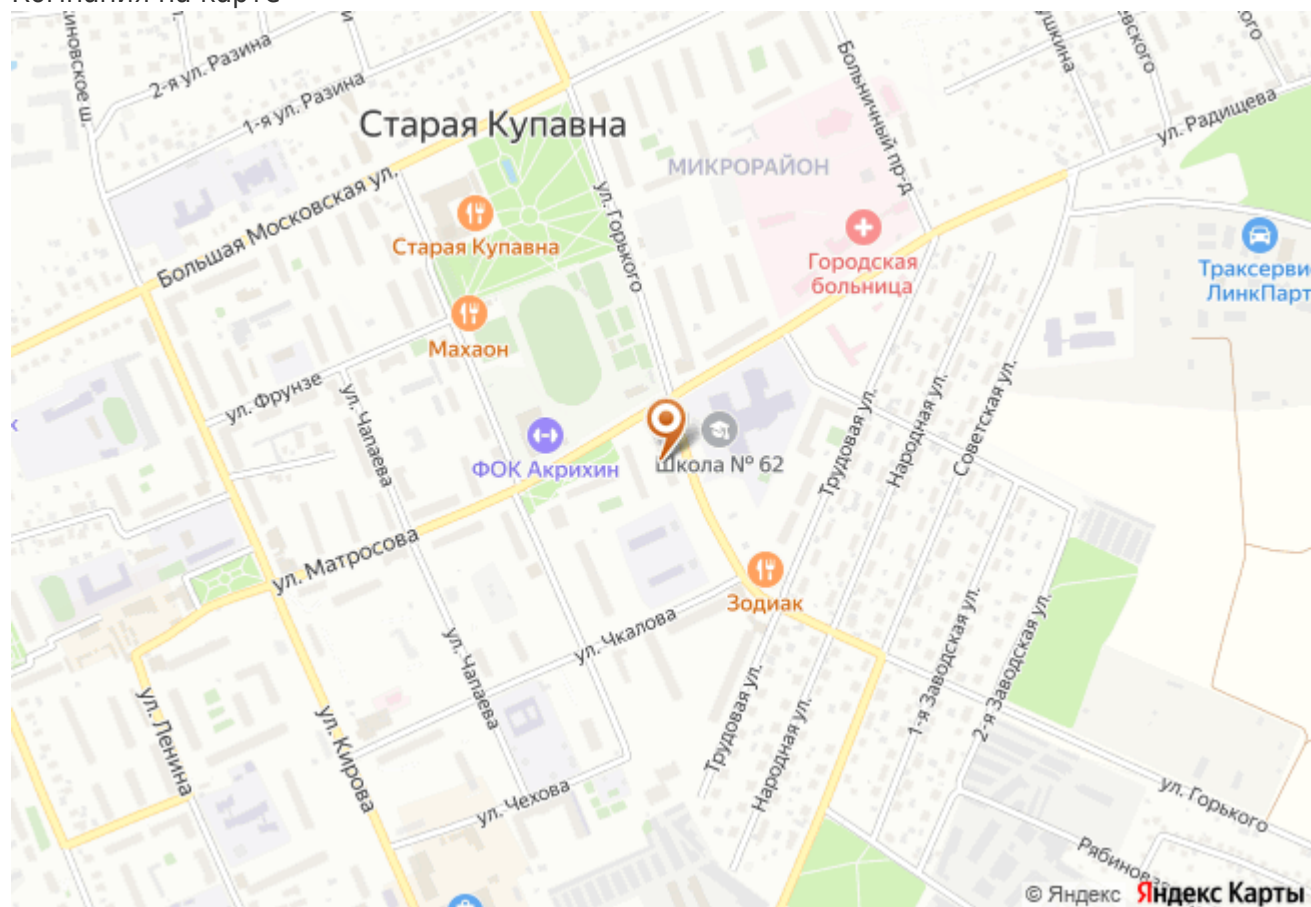 Компания на карте
2-я ул. Разина
1-я ул. Разина
Старая Купавна
Большая Московская ул.
МИКРОРАЙОН
Больничный пр-д
ул. Радищева
ул. Горького
Старая Купавна
Городская
больница
Махаон
ул. Фрунзе
ул. Чапаева
ФОК Акрихин
Школа № 62
Трудовая ул.
Народная ул.
Советская ул.
ул. Матросова
Зодиак
ул. Чкалова
ул. Чапаева
ул. Ленина
ул. Кирова
ул. Чехова
Трудовая ул.
Народная ул.
1-я Заводская ул.
2-я Заводская ул.
ул. Горького
© Яндекс Яндекс Карты